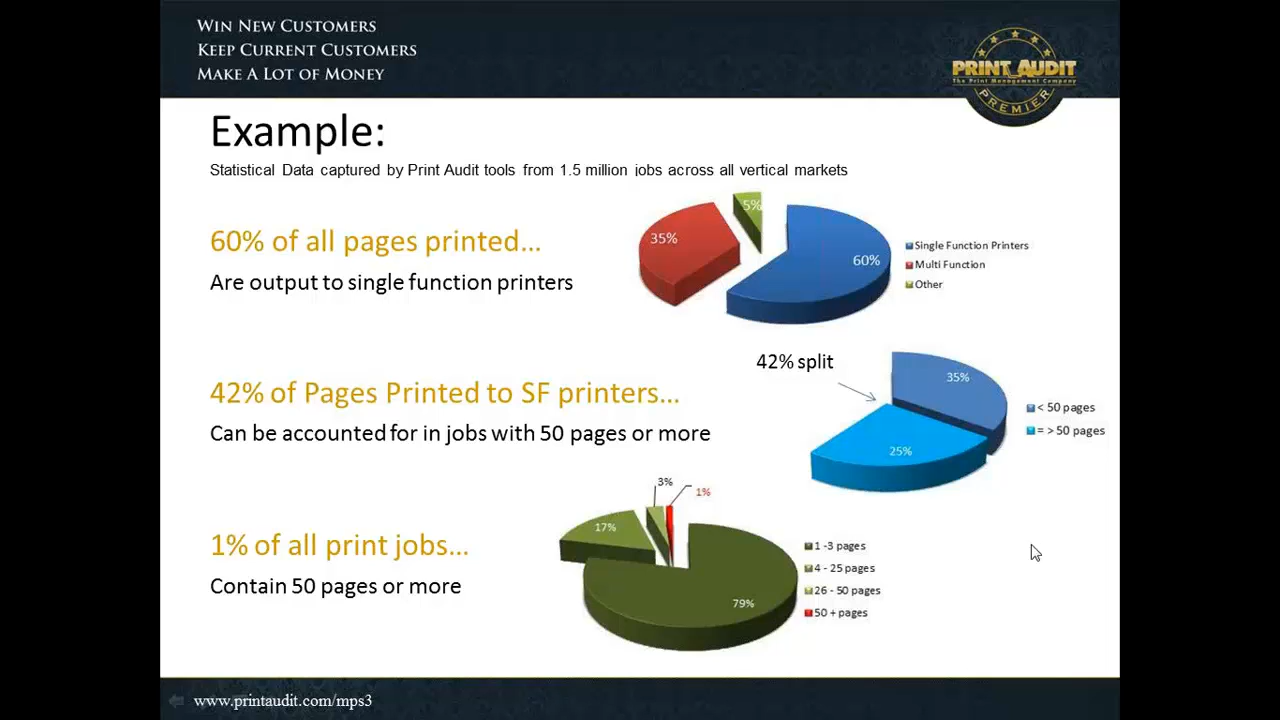 WIN NEW CUSTOMERS
KEEP CURRENT CUSTOMERS
MAKE A LOT OF MONEY
PRINT AUDIT
The Print Management Company
PREMIER
Example:
Statistical Data captured by Print Audit tools from 1.5 million jobs across all vertical markets
60% of all pages printed...
Are output to single function printers
5%
35%
60%
Single Function Printers
Multi Function
Other
42% of Pages Printed to SF printers...
Can be accounted for in jobs with 50 pages or more
42% split
35%
25%
< 50 pages
= > 50 pages
1% of all print jobs...
Contain 50 pages or more
3%
1%
17%
79%
1 -3 pages
4 - 25 pages
26 - 50 pages
50 + pages
www.printaudit.com/mps3